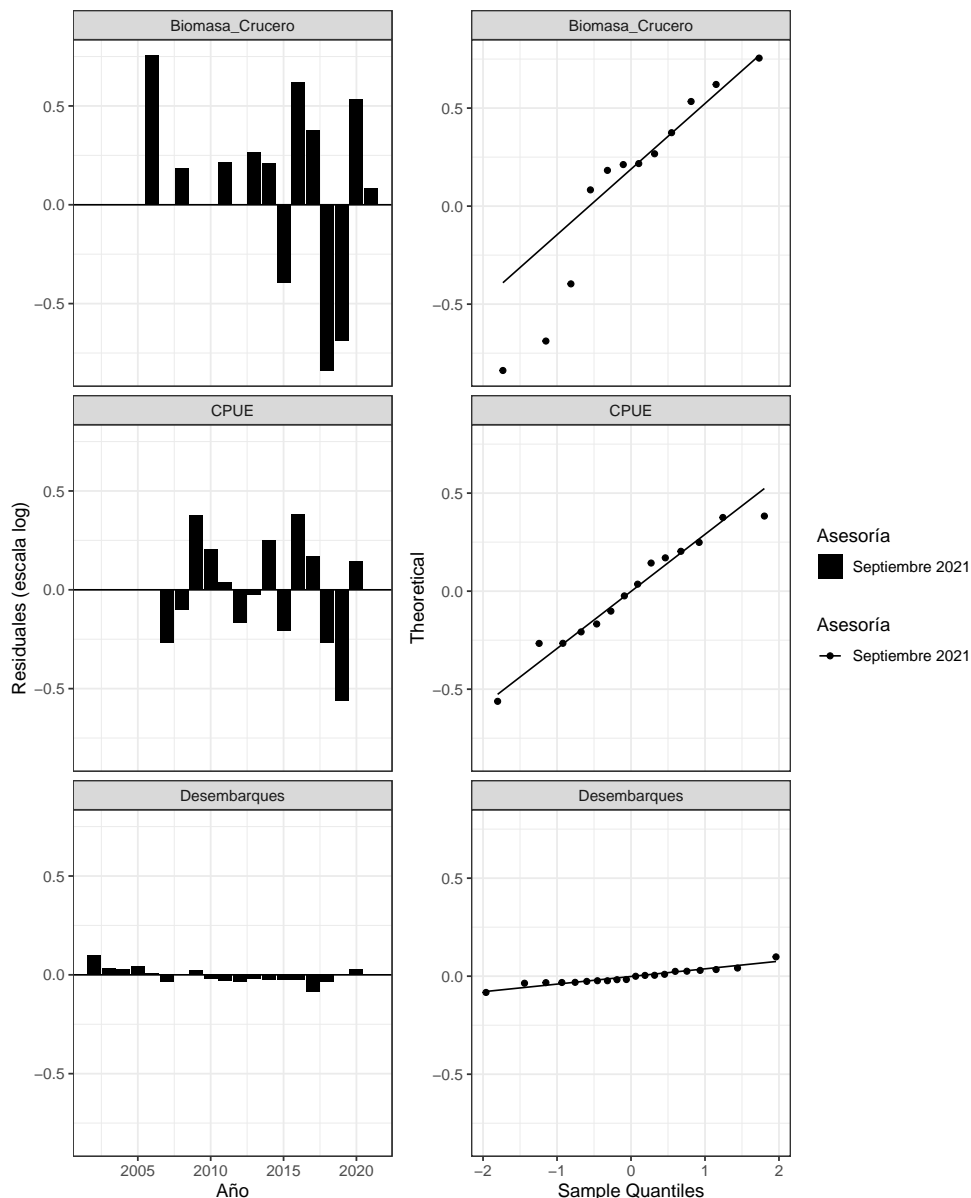 Biomasa_Crucero
Biomasa_Crucero
0.5
0.0
−0.5
0.5
0.0
−0.5
CPUE
CPUE
0.5
0.0
−0.5
0.5
0.0
−0.5
Residuales (escala log)
Theoretical
Asesoría
Septiembre 2021
Asesoría
Septiembre 2021
Desembarques
Desembarques
0.5
0.0
−0.5
0.5
0.0
−0.5
2005 2010 2015 2020
−2 −1 0 1 2
Año
Sample Quantiles